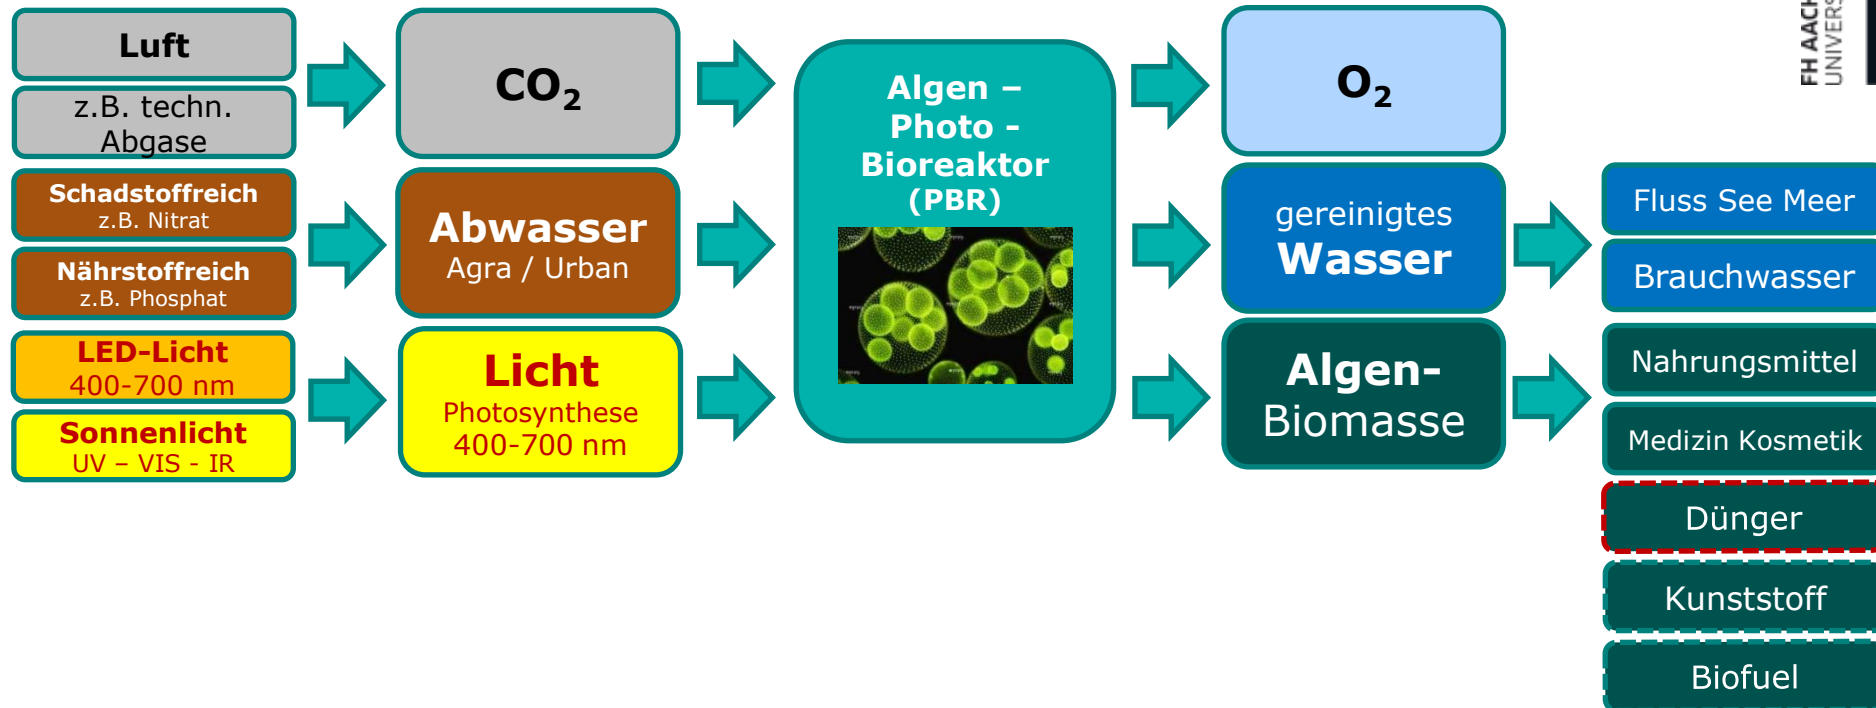 Luft
z.B. techn.
Abgase
Schadstoffreich
z.B. Nitrat
Nährstoffreich
z.B. Phosphat
LED-Licht
400-700 nm
Sonnenlicht
UV – VIS - IR
CO₂
Abwasser
Agra / Urban
Licht
Photosynthese
400-700 nm
Algen –
Photo -
Bioreaktor
(PBR)
O₂
gereinigtes
Wasser
Algen-
Biomasse
Fluss See Meer
Brauchwasser
Nahrungsmittel
Medizin Kosmetik
Dünger
Kunststoff
Biofuel
FH